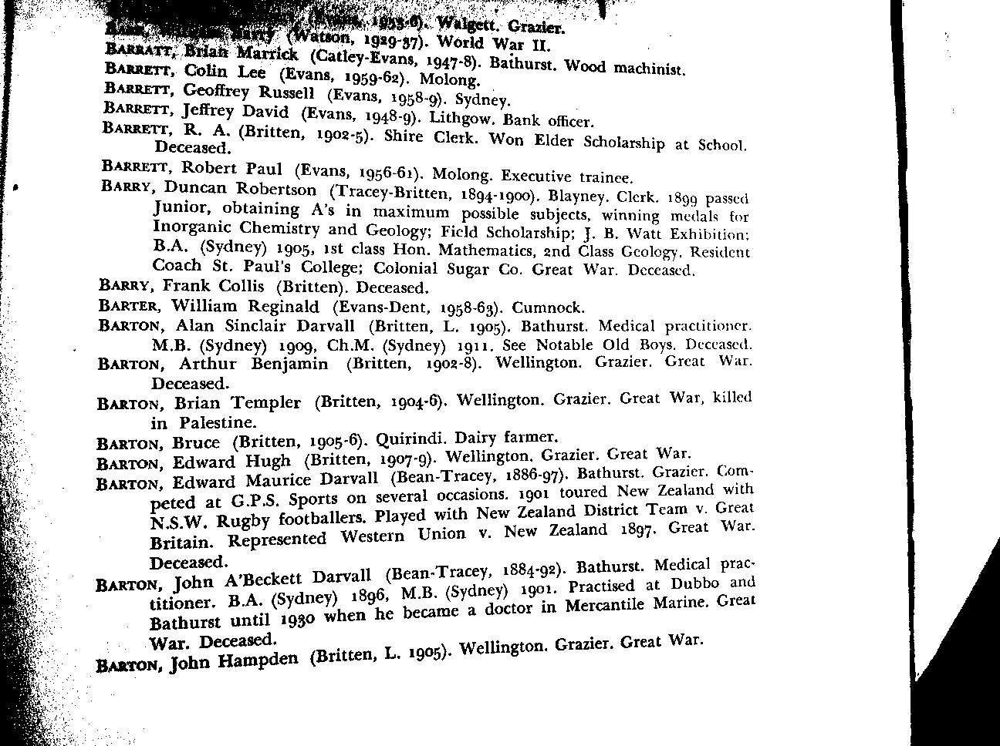 1953-6). Walgett. Grazier.
Barry (Watson, 1929-37). World War II.
BARRATT, Brian Marrick (Catley-Evans, 1947-8). Bathurst. Wood machinist.
BARRETT, Colin Lee (Evans, 1959-62). Molong.
BARRETT, Geoffrey Russell (Evans, 1958-9). Sydney.
BARRETT, Jeffrey David (Evans, 1948-9). Lithgow. Bank officer.
BARRETT, R. A. (Britten, 1902-5). Shire Clerk. Won Elder Scholarship at School.
Deceased.
BARRETT, Robert Paul (Evans, 1956-61). Molong. Executive trainee.
BARRY, Duncan Robertson (Tracey-Britten, 1894-1900). Blayney. Clerk. 1899 passed
Junior, obtaining A's in maximum possible subjects, winning medals for
Inorganic Chemistry and Geology; Field Scholarship; J. B. Watt Exhibition;
B.A. (Sydney) 1905, 1st class Hon. Mathematics, 2nd Class Geology. Resident
Coach St. Paul's College; Colonial Sugar Co. Great War. Deceased.
BARRY, Frank Collis (Britten). Deceased.
BARTER, William Reginald (Evans-Dent, 1958-63). Cumnock.
BARTON, Alan Sinclair Darvall (Britten, L. 1905). Bathurst. Medical practitioner.
M.B. (Sydney) 1909, Ch.M. (Sydney) 1911. See Notable Old Boys. Deceased.
BARTON, Arthur Benjamin (Britten, 1902-8). Wellington. Grazier. Great War.
Deceased.
BARTON, Brian Templer (Britten, 1904-6). Wellington. Grazier. Great War, killed
in Palestine.
BARTON, Bruce (Britten, 1905-6). Quirindi. Dairy farmer.
BARTON, Edward Hugh (Britten, 1907-9). Wellington. Grazier. Great War.
BARTON, Edward Maurice Darvall (Bean-Tracey, 1886-97). Bathurst. Grazier. Com-
peted at G.P.S. Sports on several occasions. 1901 toured New Zealand with
N.S.W. Rugby footballers. Played with New Zealand District Team v. Great
Britain. Represented Western Union v. New Zealand 1897. Great War.
Deceased.
BARTON, John A'Beckett Darvall (Bean-Tracey, 1884-92). Bathurst. Medical prac-
titioner. B.A. (Sydney) 1896, M.B. (Sydney) 1901. Practised at Dubbo and
Bathurst until 1930 when he became a doctor in Mercantile Marine. Great
War. Deceased.
BARTON, John Hampden (Britten, L. 1905). Wellington. Grazier. Great War.